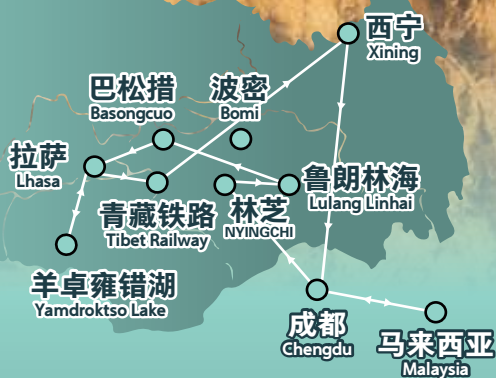 西宁
Xining
巴松措
Basongcuo
波密
Bomi
拉萨
Lhasa
青藏铁路
Tibet Railway
林芝
NYINGCHI
鲁朗林海
Lulang Linhai
羊卓雍错湖
Yamdroktso Lake
成都
Chengdu
马来西亚
Malaysia